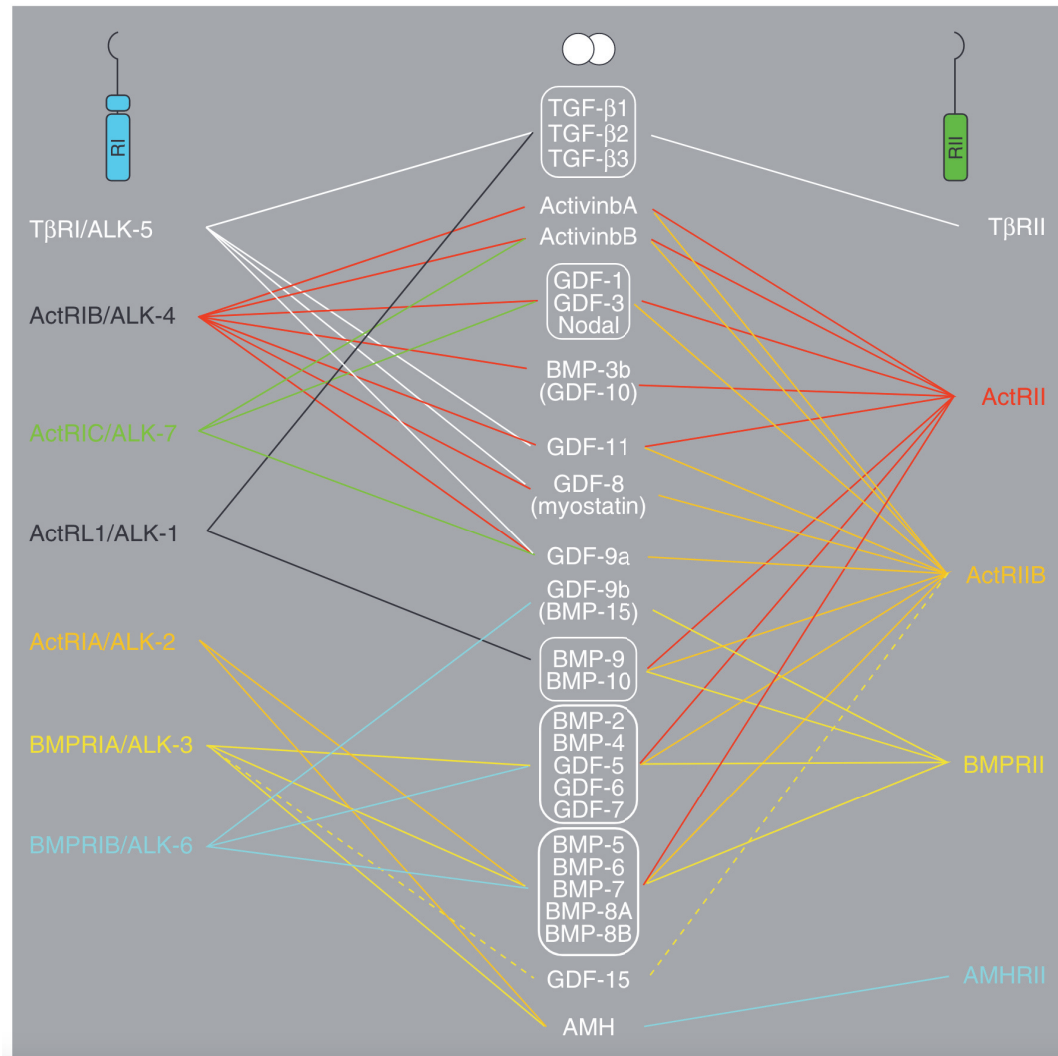 RI
RII
TβRI/ALK-5
ActRIB/ALK-4
ActRIC/ALK-7
ActRL1/ALK-1
ActRIA/ALK-2
BMPRIA/ALK-3
BMPRIB/ALK-6
TGF-β1
TGF-β2
TGF-β3
ActivinbA
ActivinbB
GDF-1
GDF-3
Nodal
BMP-3b
(GDF-10)
GDF-11
GDF-8
(myostatin)
GDF-9a
GDF-9b
(BMP-15)
BMP-9
BMP-10
BMP-2
BMP-4
GDF-5
GDF-6
GDF-7
BMP-5
BMP-6
BMP-7
BMP-8A
BMP-8B
GDF-15
AMH
TβRII
ActRII
ActRIIB
BMPRII
AMHRII